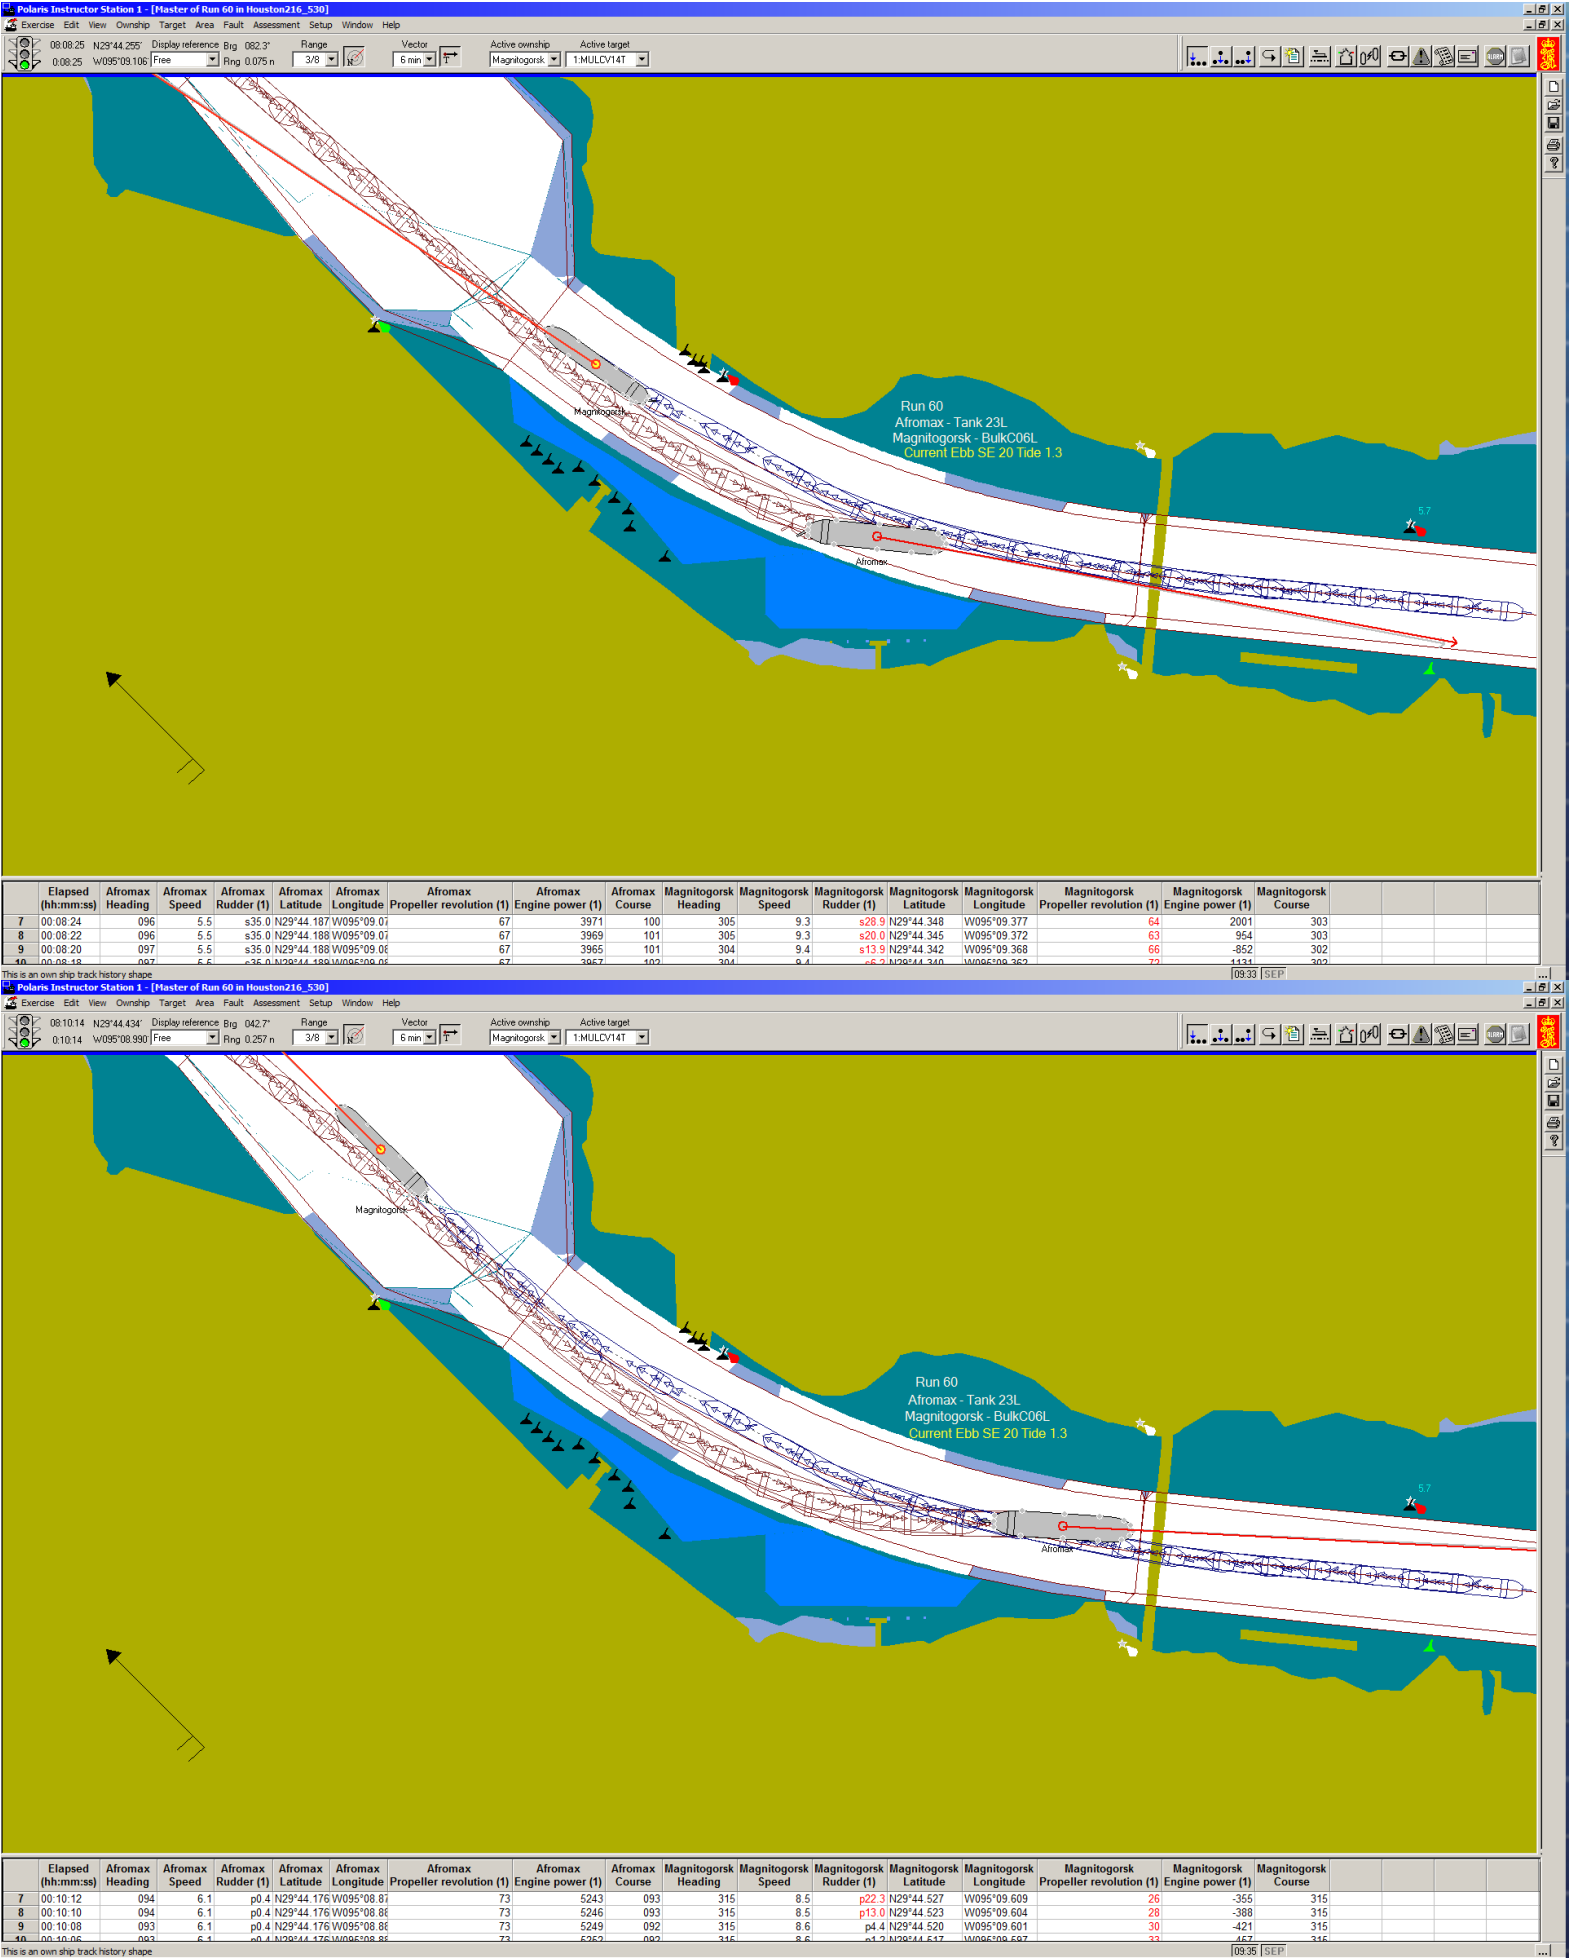 Polaris Instructor Station 1 - [Master of Run 60 in Houston216_530]
Exercise Edit View Ownship Target Area Fault Assessment Setup Window Help
08:08:25 N29°44.255' Display reference Brg 082.3° Range Vector Active ownship Active target
0:08:25 W095°09.106' Free Rng 0.075 n 3/8 6 min Magnitogorsk 1:MULCV14T
Magnitogorsk
Run 60
Afromax - Tank 23L
Magnitogorsk - BulkC06L
Current Ebb SE 20 Tide 1.3
5.7
Afromax
Elapsed Afromax Afromax Afromax Afromax Afromax Afromax Afromax Afromax Magnitogorsk Magnitogorsk Magnitogorsk Magnitogorsk Magnitogorsk Magnitogorsk Magnitogorsk Magnitogorsk
(hh:mm:ss) Heading Speed Rudder (1) Latitude Longitude Propeller revolution (1) Engine power (1) Course Heading Speed Rudder (1) Latitude Longitude Propeller revolution (1) Engine power (1) Course
7 00:08:24 096 5.5 s35.0 N29°44.187 W095°09.07 67 3971 100 305 9.3 s28.9 N29°44.348 W095°09.377 64 2001 303
8 00:08:22 096 5.5 s35.0 N29°44.188 W095°09.07 67 3969 101 305 9.3 s20.0 N29°44.345 W095°09.372 63 954 303
9 00:08:20 097 5.5 s35.0 N29°44.188 W095°09.08 67 3965 101 304 9.4 s13.9 N29°44.342 W095°09.368 66 -852 302
This is an own ship track history shape 09:33 SEP
Polaris Instructor Station 1 - [Master of Run 60 in Houston216_530]
Exercise Edit View Ownship Target Area Fault Assessment Setup Window Help
08:10:14 N29°44.434' Display reference Brg 042.7° Range Vector Active ownship Active target
0:10:14 W095°08.990' Free Rng 0.257 n 3/8 6 min Magnitogorsk 1:MULCV14T
Magnitogorsk
Run 60
Afromax - Tank 23L
Magnitogorsk - BulkC06L
Current Ebb SE 20 Tide 1.3
5.7
Afromax
Elapsed Afromax Afromax Afromax Afromax Afromax Afromax Afromax Afromax Magnitogorsk Magnitogorsk Magnitogorsk Magnitogorsk Magnitogorsk Magnitogorsk Magnitogorsk Magnitogorsk
(hh:mm:ss) Heading Speed Rudder (1) Latitude Longitude Propeller revolution (1) Engine power (1) Course Heading Speed Rudder (1) Latitude Longitude Propeller revolution (1) Engine power (1) Course
7 00:10:12 094 6.1 p0.4 N29°44.176 W095°08.87 73 5243 093 315 8.5 p22.3 N29°44.527 W095°09.609 26 -355 315
8 00:10:10 094 6.1 p0.4 N29°44.176 W095°08.88 73 5246 093 315 8.5 p13.0 N29°44.523 W095°09.604 28 -388 315
9 00:10:08 093 6.1 p0.4 N29°44.176 W095°08.88 73 5249 092 315 8.6 p4.4 N29°44.520 W095°09.601 30 -421 315
This is an own ship track history shape 09:35 SEP